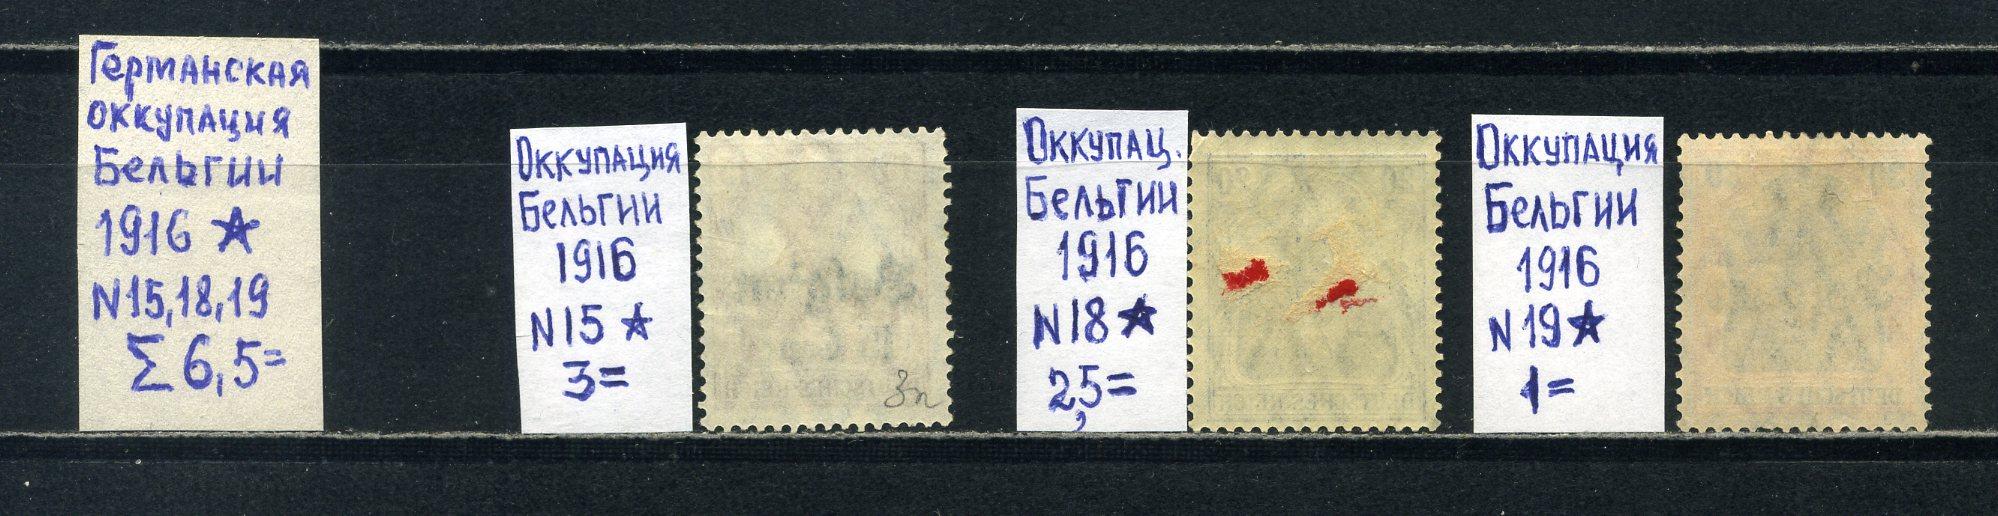 Германская
оккупация
Бельгии
1916 ☆
N15,18,19
Σ 6,5=
Оккупация
Бельгии
1916
N15 ☆
3=
3п
Оккупац.
Бельгии
1916
N18 ☆
2,5=
Оккупация
Бельгии
1916
N19 ☆
1=